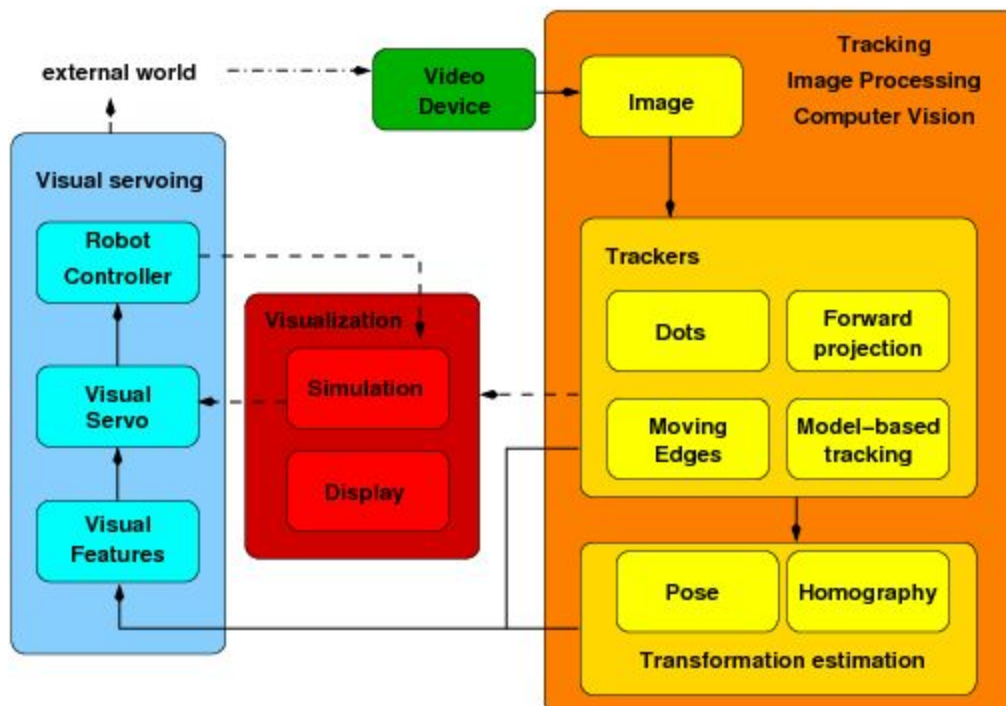 external world
Video
Device
Image
Tracking
Image Processing
Computer Vision
Visual servoing
Robot
Controller
Visual
Servo
Visual
Features
Visualization
Simulation
Display
Trackers
Dots
Forward
projection
Moving
Edges
Model-based
tracking
Pose
Homography
Transformation estimation